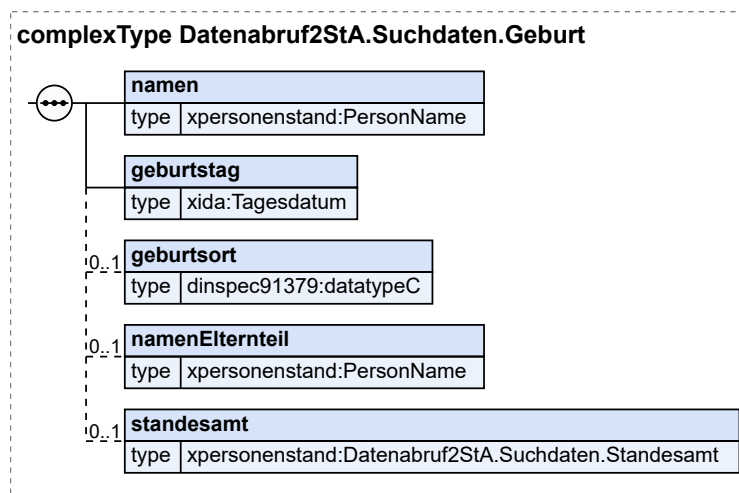 complexType Datenabruf2StA.Suchdaten.Geburt
namen
type xpersonenstand:PersonName
geburtstag
type xida:Tagesdatum
0..1 geburtsort
type dinspec91379:datatypeC
0..1 namenElternteil
type xpersonenstand:PersonName
0..1 standesamt
type xpersonenstand:Datenabruf2StA.Suchdaten.Standesamt